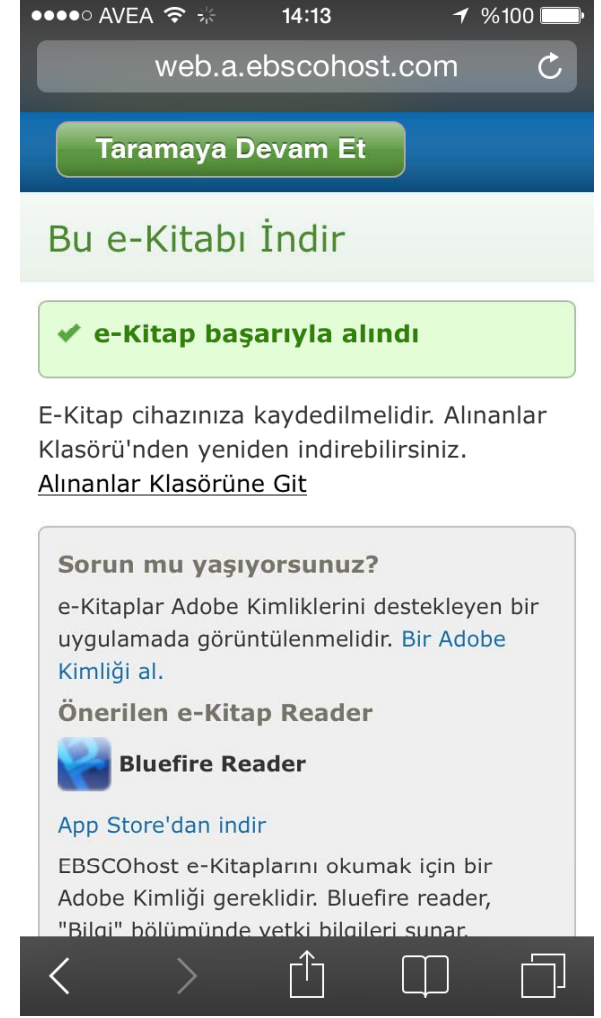 AVEA 14:13 %100
web.a.ebscohost.com
Taramaya Devam Et
Bu e-Kitabı İndir
e-Kitap başarıyla alındı
E-Kitap cihazınıza kaydedilmelidir. Alınanlar
Klasörü'nden yeniden indirebilirsiniz.
Alınanlar Klasörüne Git
Sorun mu yaşıyorsunuz?
e-Kitaplar Adobe Kimliklerini destekleyen bir
uygulamada görüntülenmelidir. Bir Adobe
Kimliği al.
Önerilen e-Kitap Reader
Bluefire Reader
App Store'dan indir
EBSCOhost e-Kitaplarını okumak için bir
Adobe Kimliği gereklidir. Bluefire reader,
"Bilgi" bölümünde yetki bilgileri sunar.